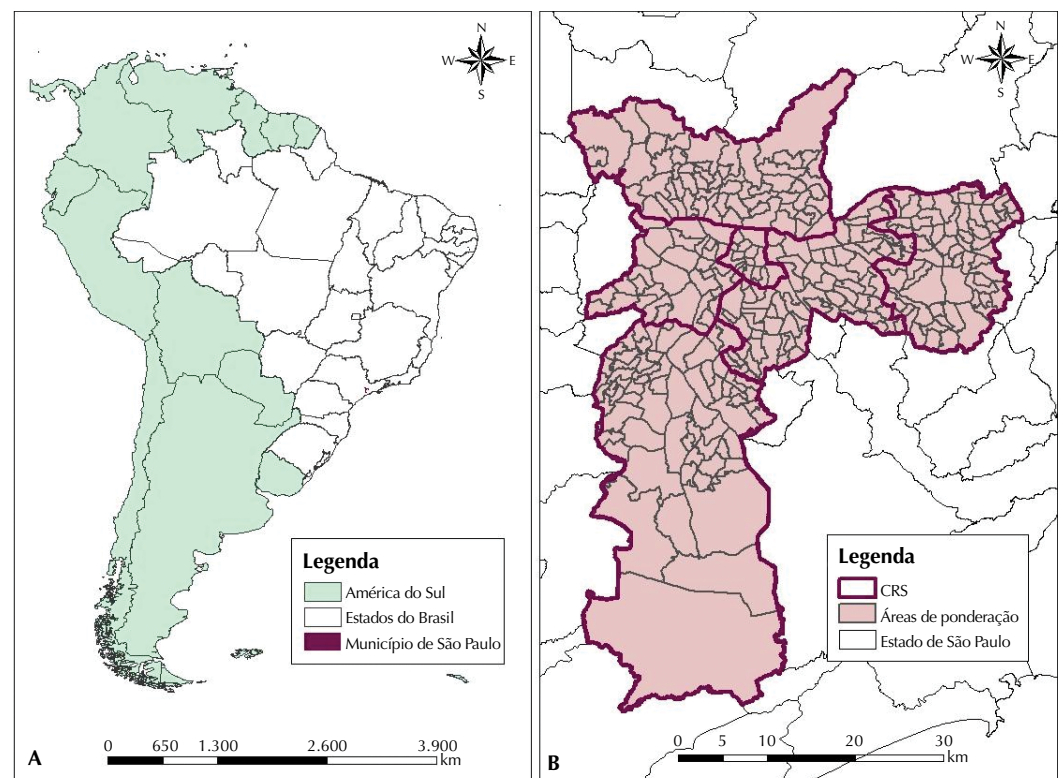 N
W E
S
Legenda
América do Sul
Estados do Brasil
Município de São Paulo
A
0 650 1.300 2.600 3.900
km
N
W E
S
Legenda
CRS
Áreas de ponderação
Estado de São Paulo
B
0 5 10 20 30
km